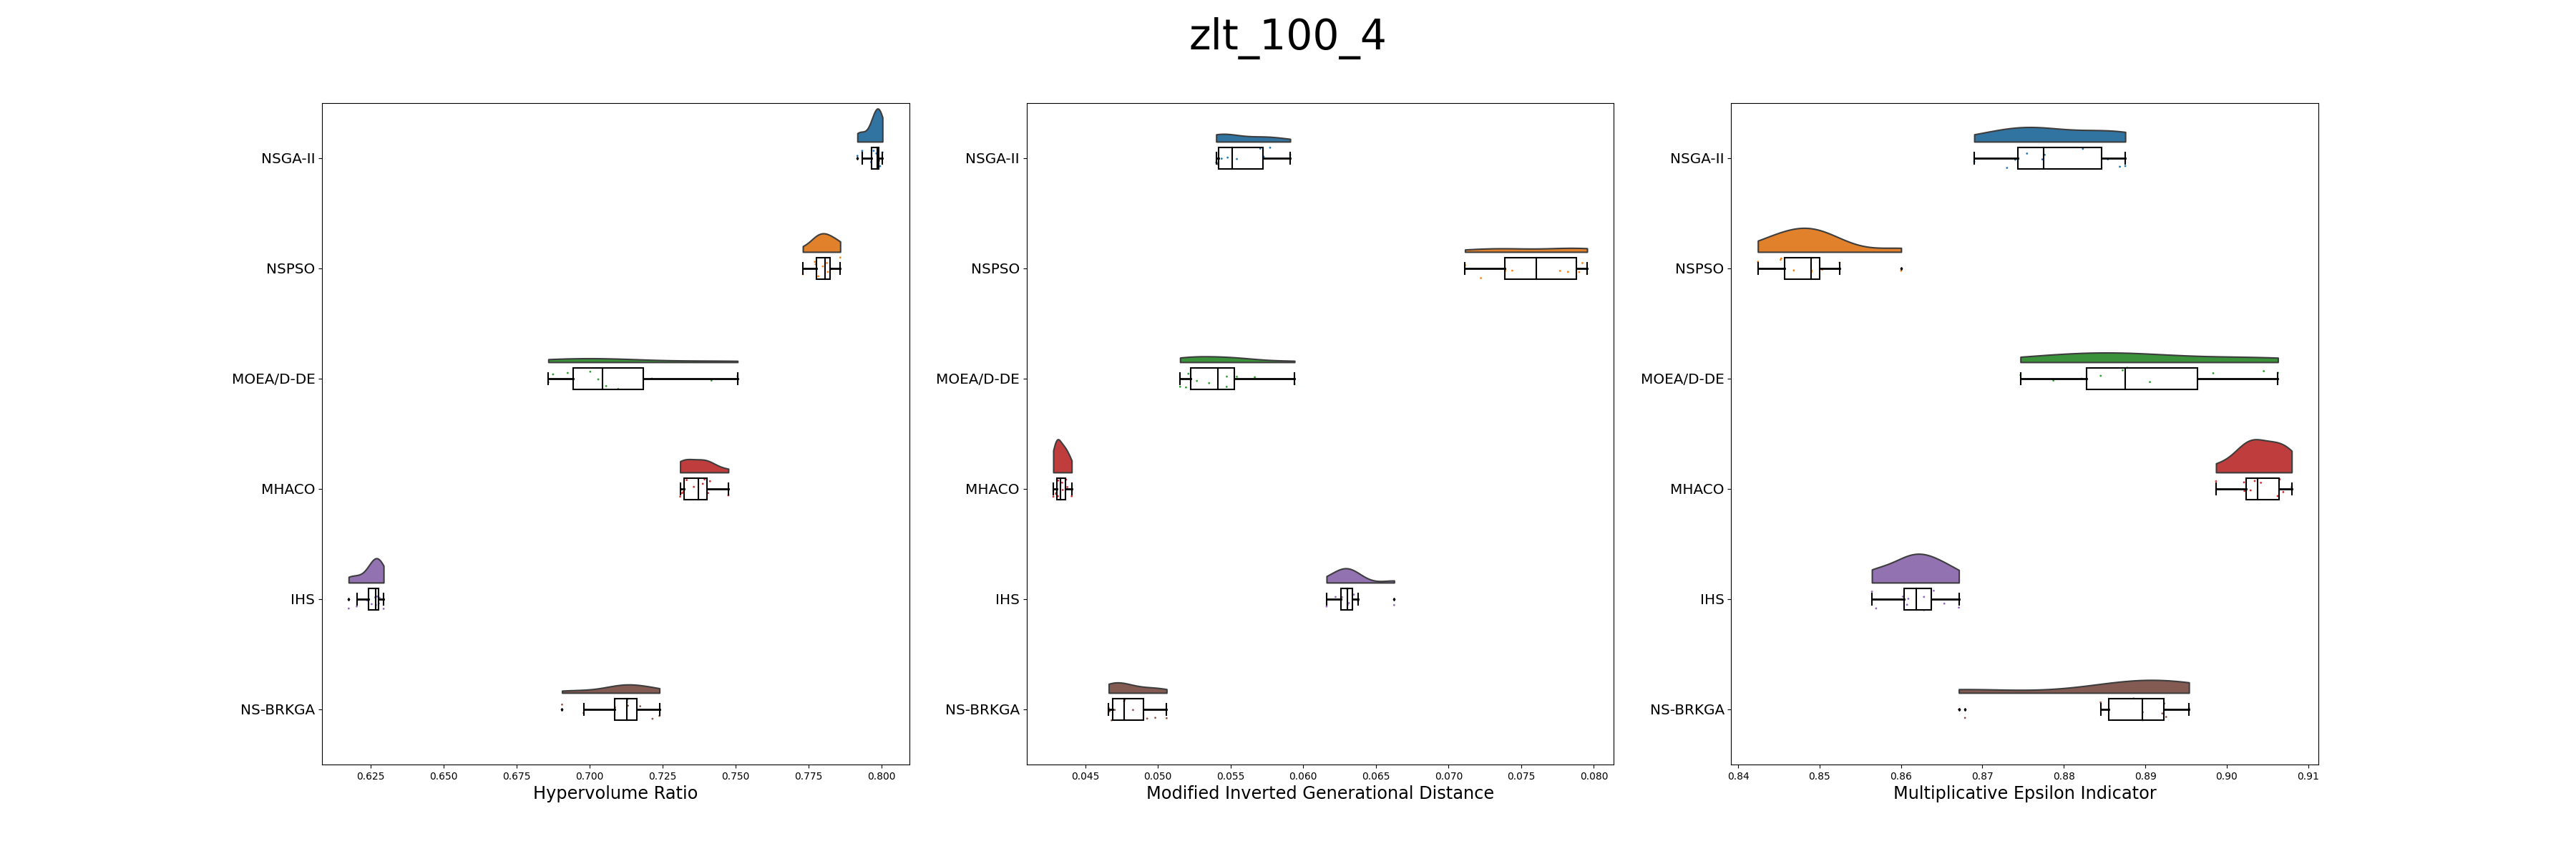 zlt_100_4
NSGA-II
NSPSO
MOEA/D-DE
MHACO
IHS
NS-BRKGA
0.625 0.650 0.675 0.700 0.725 0.750 0.775 0.800
Hypervolume Ratio
NSGA-II
NSPSO
MOEA/D-DE
MHACO
IHS
NS-BRKGA
0.045 0.050 0.055 0.060 0.065 0.070 0.075 0.080
Modified Inverted Generational Distance
NSGA-II
NSPSO
MOEA/D-DE
MHACO
IHS
NS-BRKGA
0.84 0.85 0.86 0.87 0.88 0.89 0.90 0.91
Multiplicative Epsilon Indicator